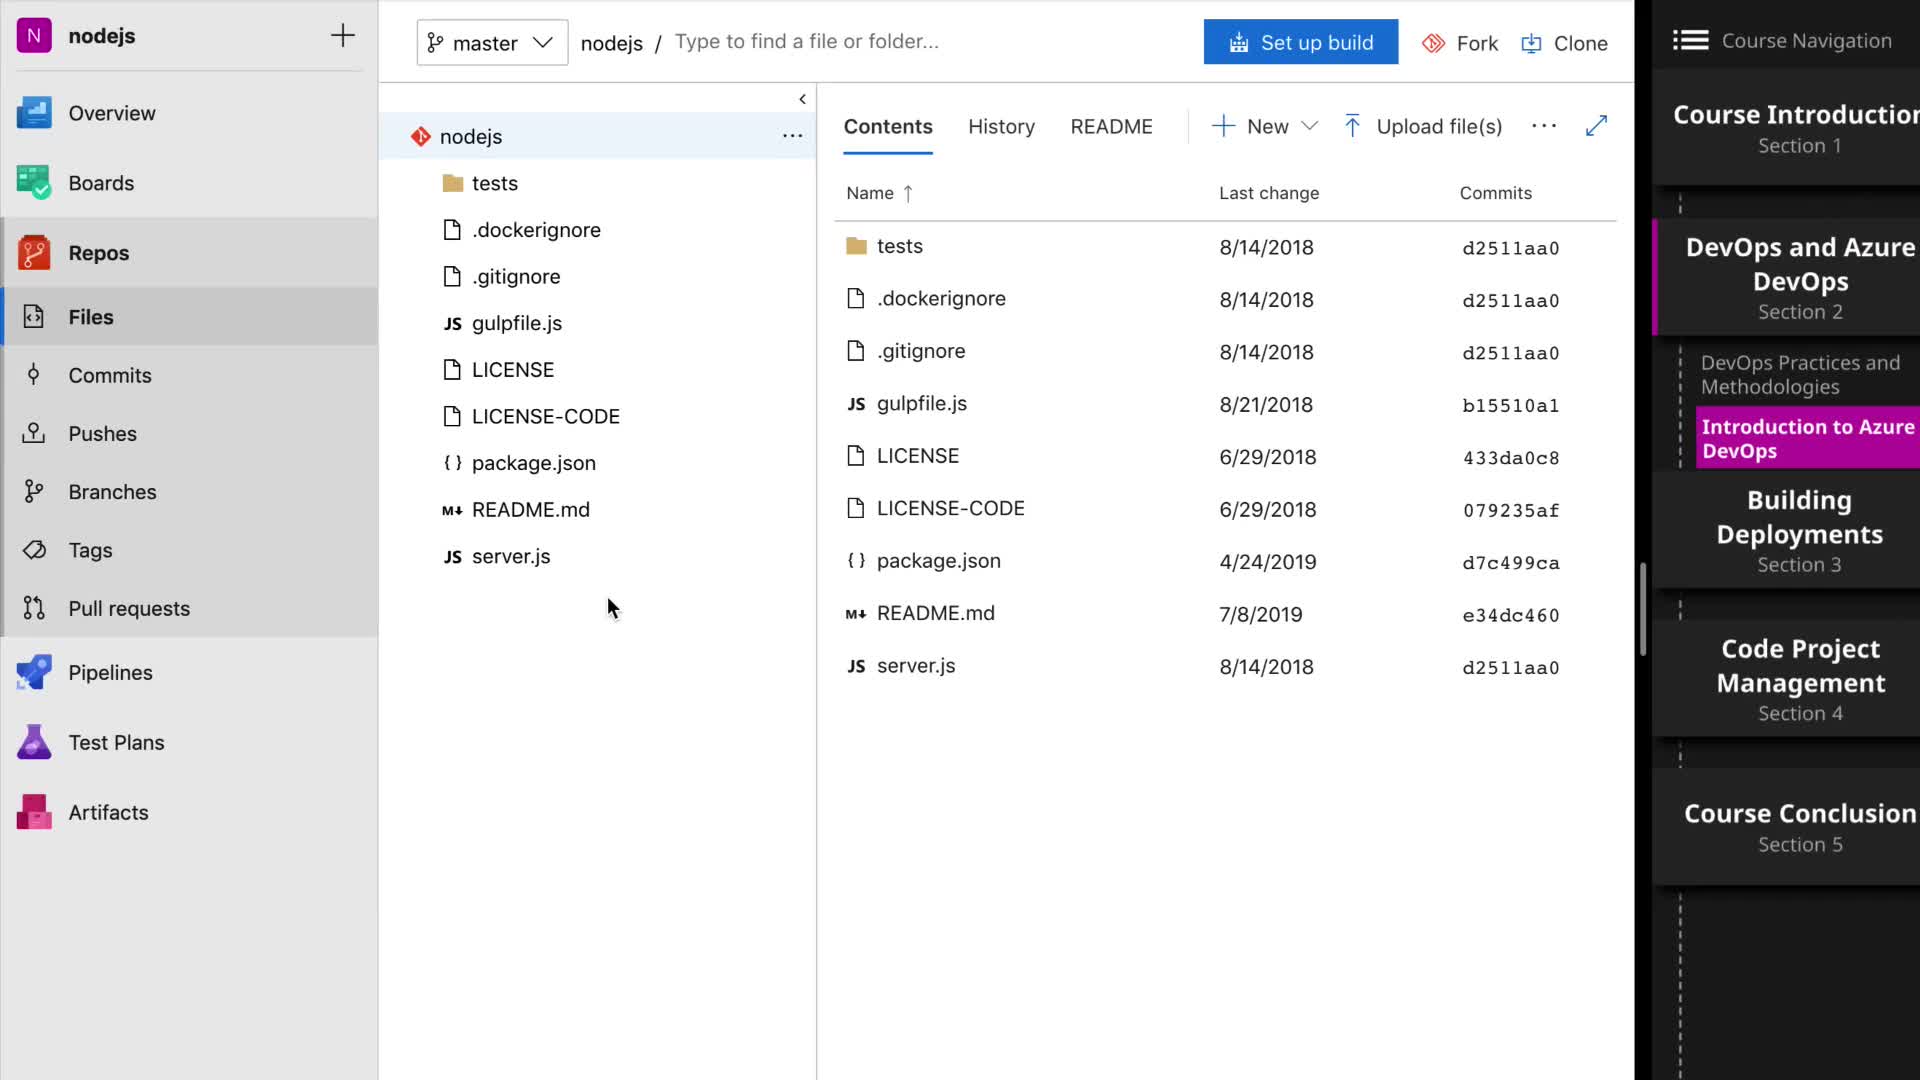 N nodejs
Overview
Boards
Repos
Files
Commits
Pushes
Branches
Tags
Pull requests
Pipelines
Test Plans
Artifacts
master
nodejs / Type to find a file or folder...
Set up build
Fork
Clone
nodejs
tests
.dockerignore
.gitignore
JS gulpfile.js
LICENSE
LICENSE-CODE
{ } package.json
M↓ README.md
JS server.js
Contents History README New Upload file(s)
Name ↑ Last change Commits
tests 8/14/2018 d2511aa0
.dockerignore 8/14/2018 d2511aa0
.gitignore 8/14/2018 d2511aa0
JS gulpfile.js 8/21/2018 b15510a1
LICENSE 6/29/2018 433da0c8
LICENSE-CODE 6/29/2018 079235af
{ } package.json 4/24/2019 d7c499ca
M↓ README.md 7/8/2019 e34dc460
JS server.js 8/14/2018 d2511aa0
Course Navigation
Course Introduction
Section 1
DevOps and Azure
DevOps
Section 2
DevOps Practices and
Methodologies
Introduction to Azure
DevOps
Building
Deployments
Section 3
Code Project
Management
Section 4
Course Conclusion
Section 5